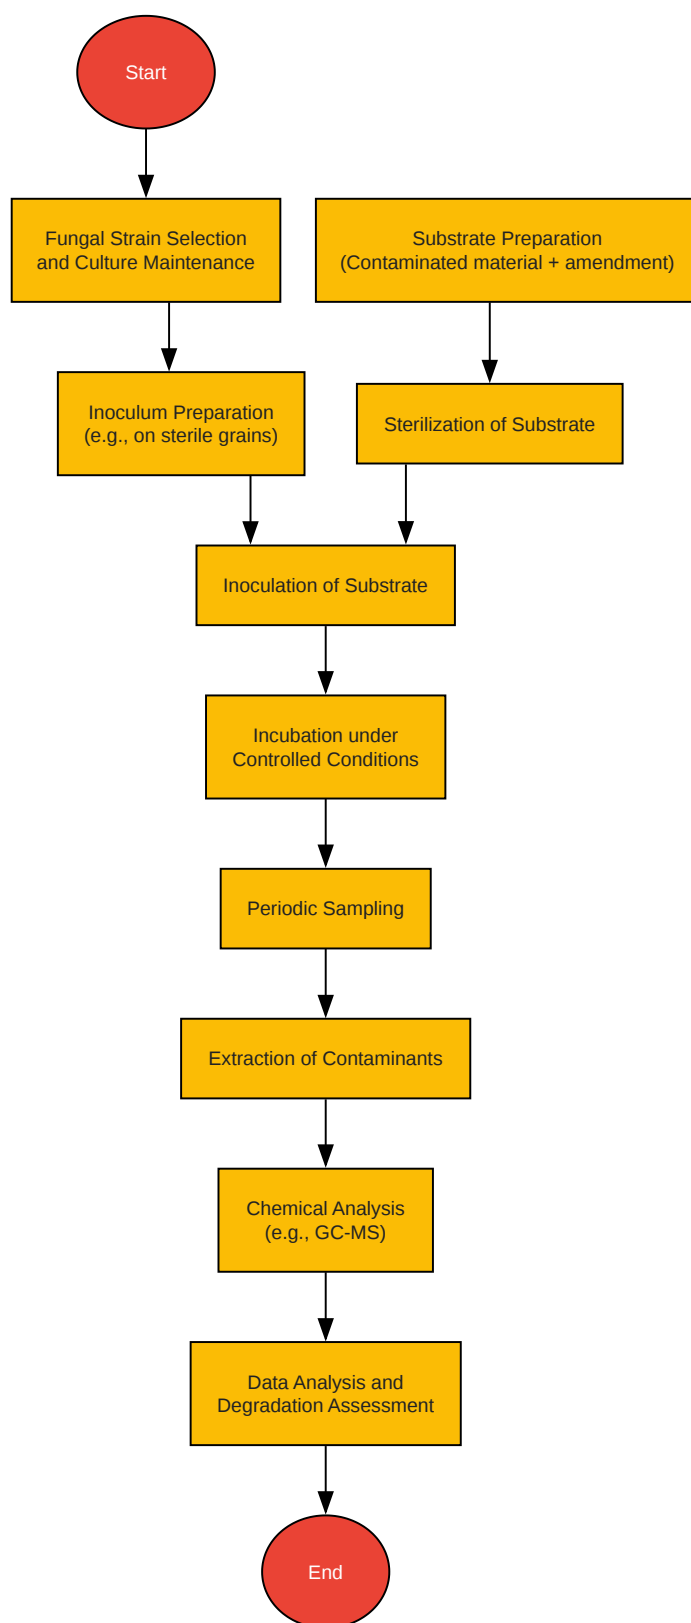 Start
Fungal Strain Selection
and Culture Maintenance
Substrate Preparation
(Contaminated material + amendment)
Inoculum Preparation
(e.g., on sterile grains)
Sterilization of Substrate
Inoculation of Substrate
Incubation under
Controlled Conditions
Periodic Sampling
Extraction of Contaminants
Chemical Analysis
(e.g., GC-MS)
Data Analysis and
Degradation Assessment
End